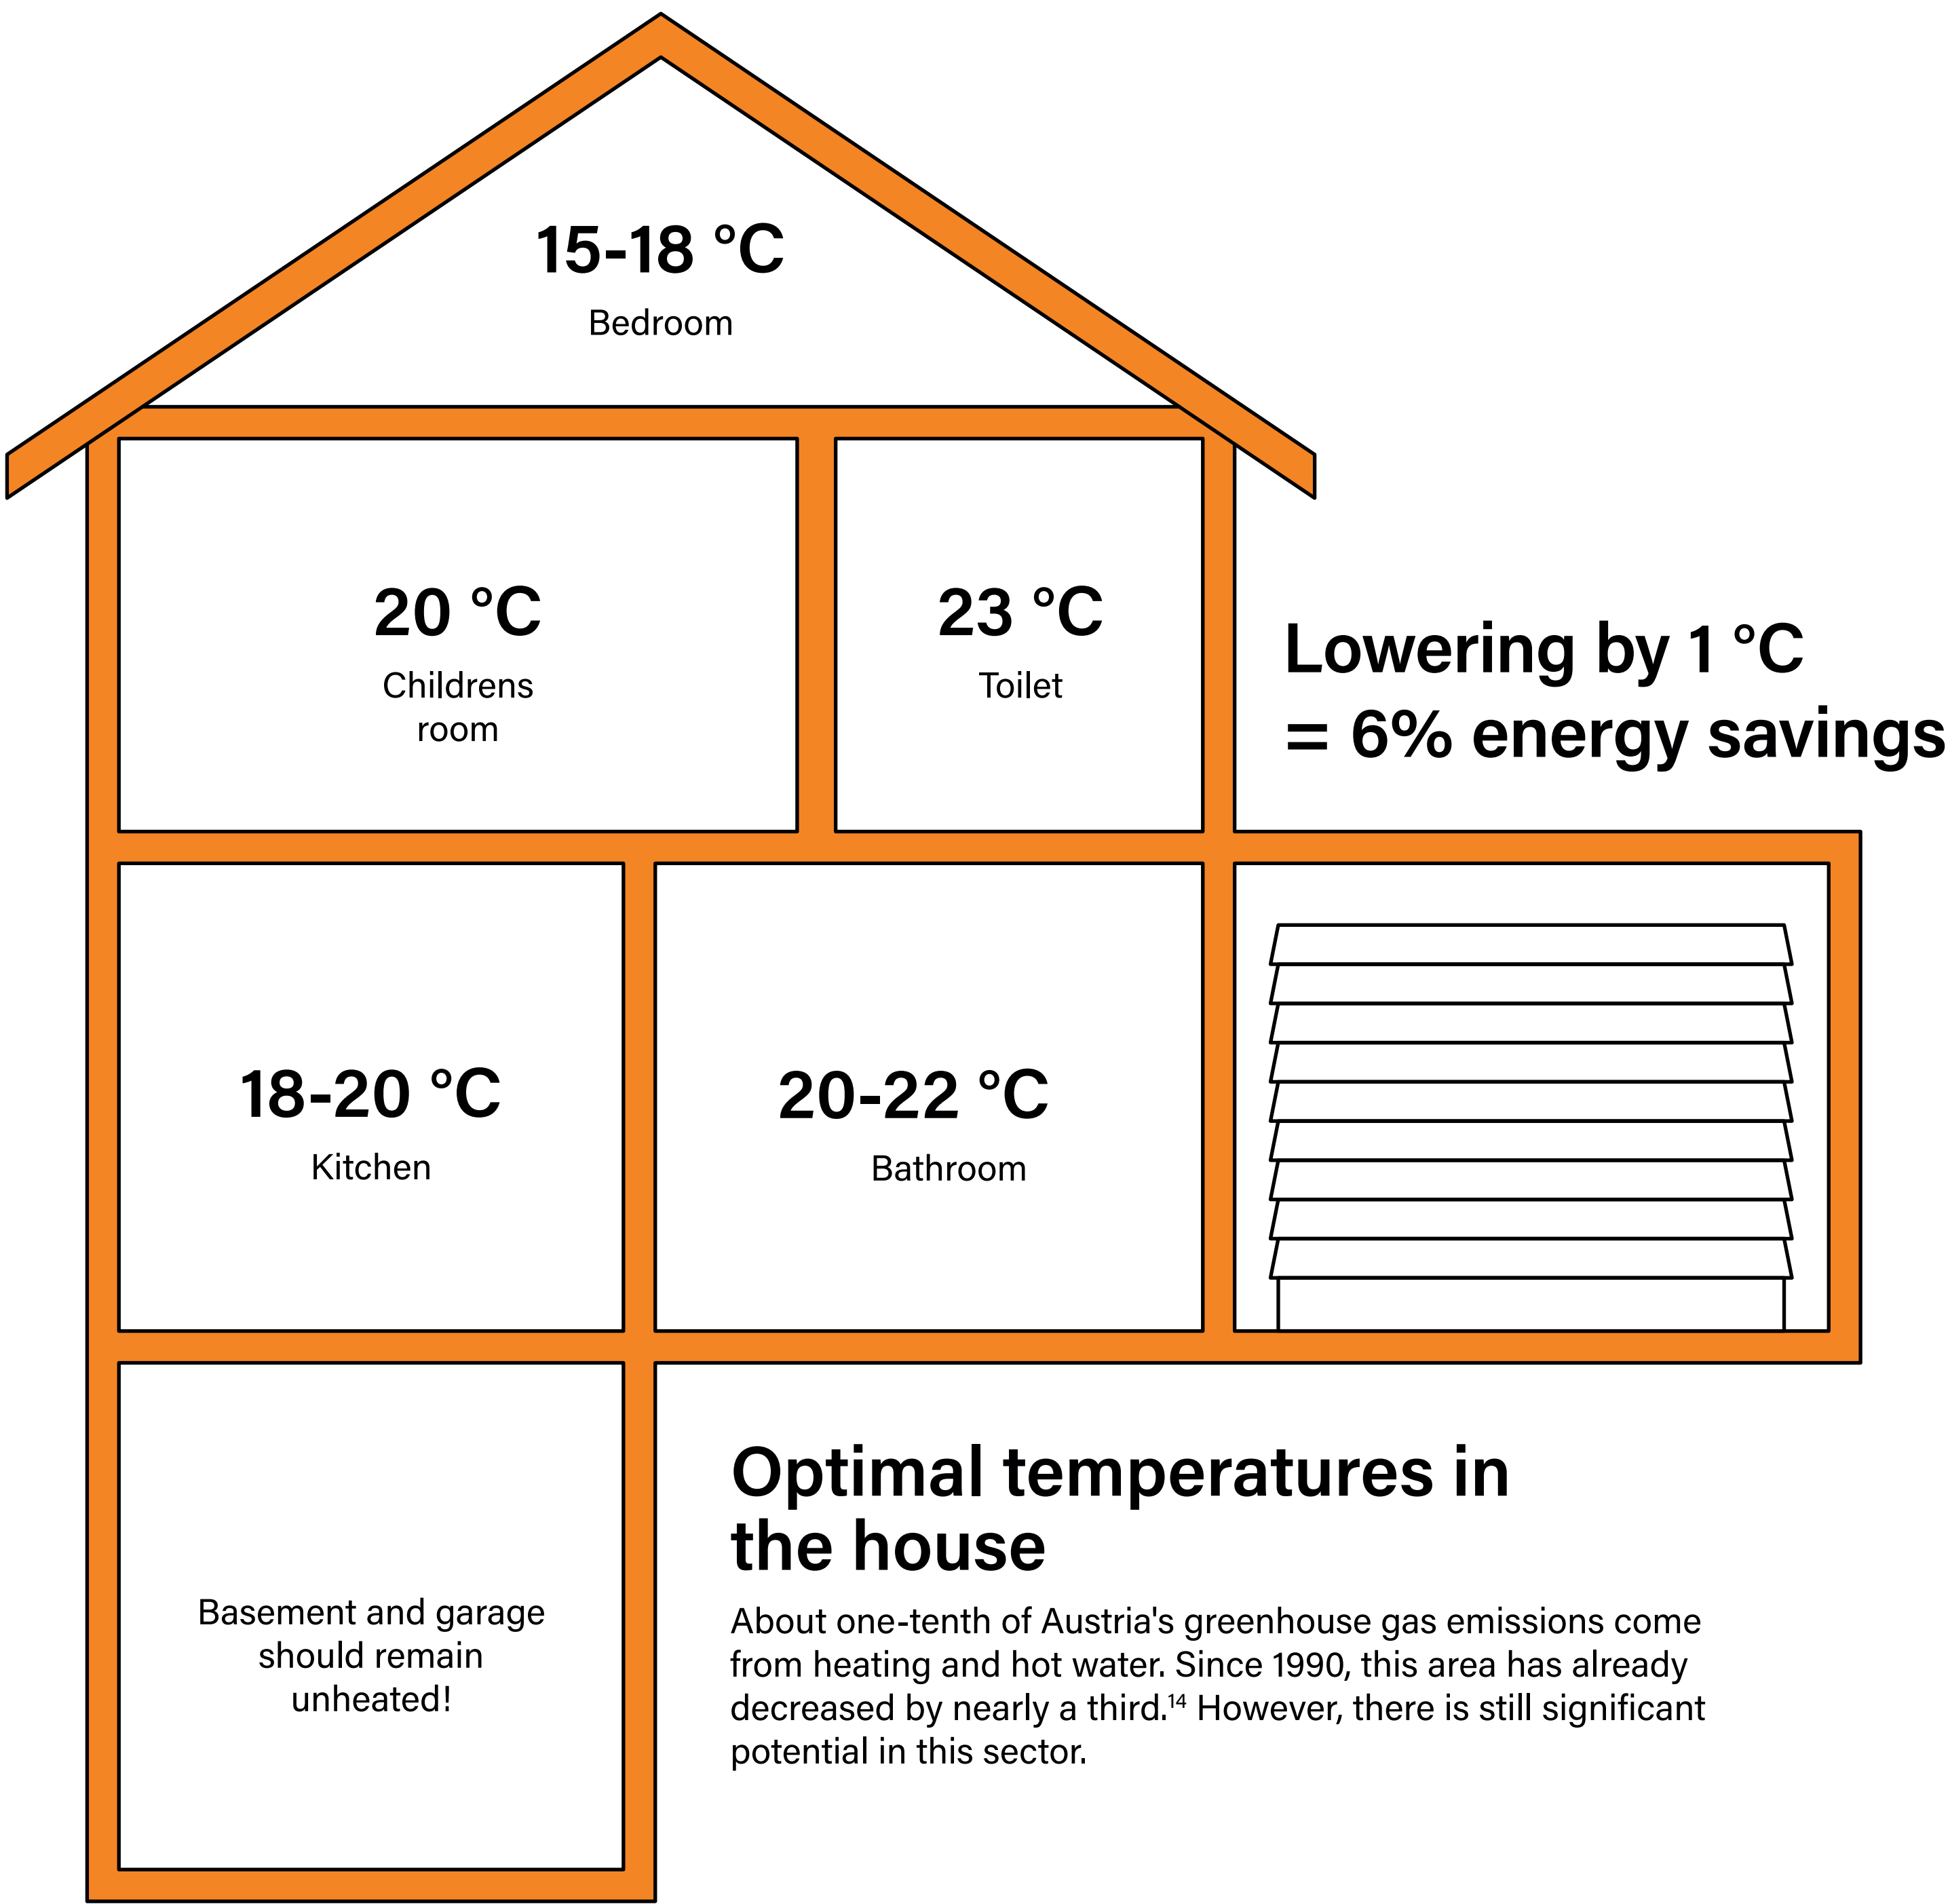 15-18 °C
Bedroom
20 °C
Childrens
room
23 °C
Toilet
Lowering by 1 °C
= 6% energy savings
18-20 °C
Kitchen
20-22 °C
Bathroom
Basement and garage
should remain
unheated!
Optimal temperatures in
the house
About one-tenth of Austria's greenhouse gas emissions come
from heating and hot water. Since 1990, this area has already
decreased by nearly a third.¹⁴ However, there is still significant
potential in this sector.